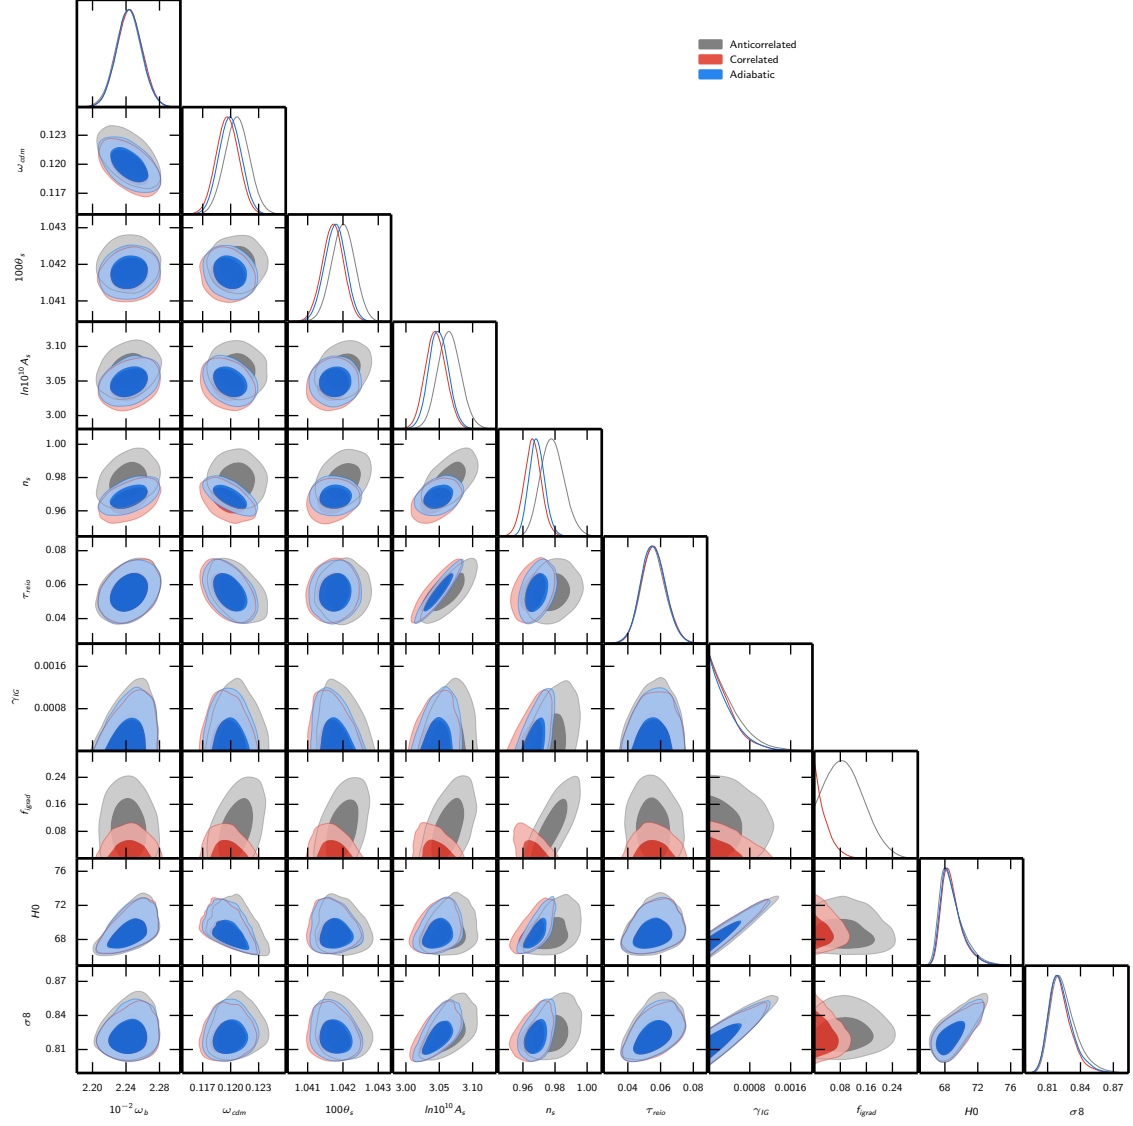 Anticorrelated
Correlated
Adiabatic
0.123
0.120
0.117
ω_cdm
1.043
1.042
1.041
100θ_s
3.10
3.05
3.00
ln10^10 A_s
1.00
0.98
0.96
n_s
0.08
0.06
0.04
τ_reio
0.0016
0.0008
γ_IG
0.24
0.16
0.08
f_igrad
76
72
68
H0
0.87
0.84
0.81
σ8
2.20 2.24 2.28 0.117 0.120 0.123 1.041 1.042 1.043 3.00 3.05 3.10 0.96 0.98 1.00 0.04 0.06 0.08 0.0008 0.0016 0.08 0.16 0.24 68 72 76 0.81 0.84 0.87
10^-2 ω_b ω_cdm 100θ_s ln10^10 A_s n_s τ_reio γ_IG f_igrad H0 σ8